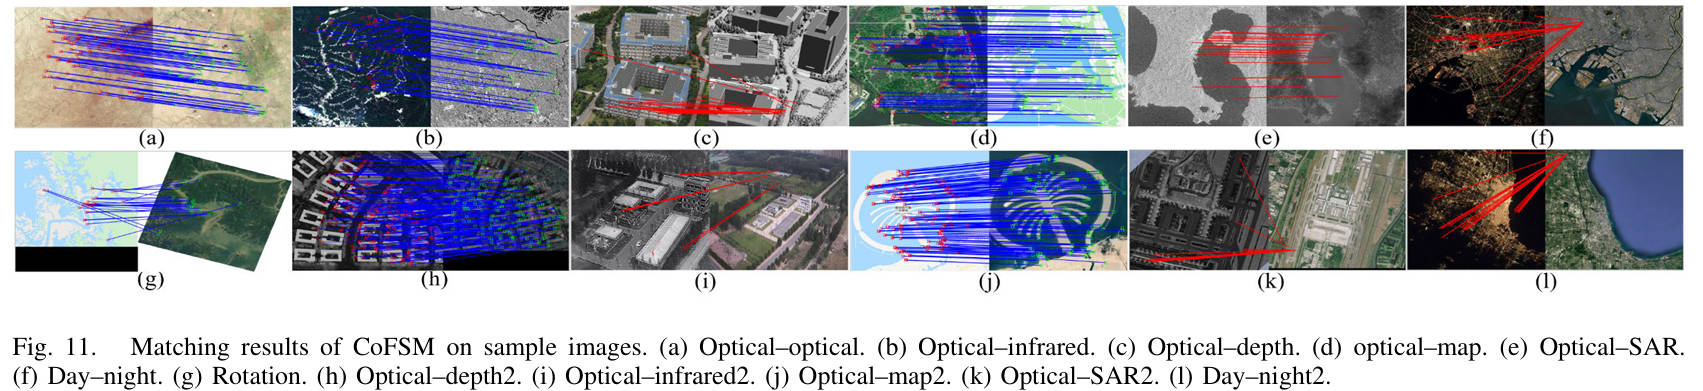 (a) (b) (c) (d) (e) (f)
(g) (h) (i) (j) (k) (l)
Fig. 11. Matching results of CoFSM on sample images. (a) Optical–optical. (b) Optical–infrared. (c) Optical–depth. (d) optical–map. (e) Optical–SAR.
(f) Day–night. (g) Rotation. (h) Optical–depth2. (i) Optical–infrared2. (j) Optical–map2. (k) Optical–SAR2. (l) Day–night2.